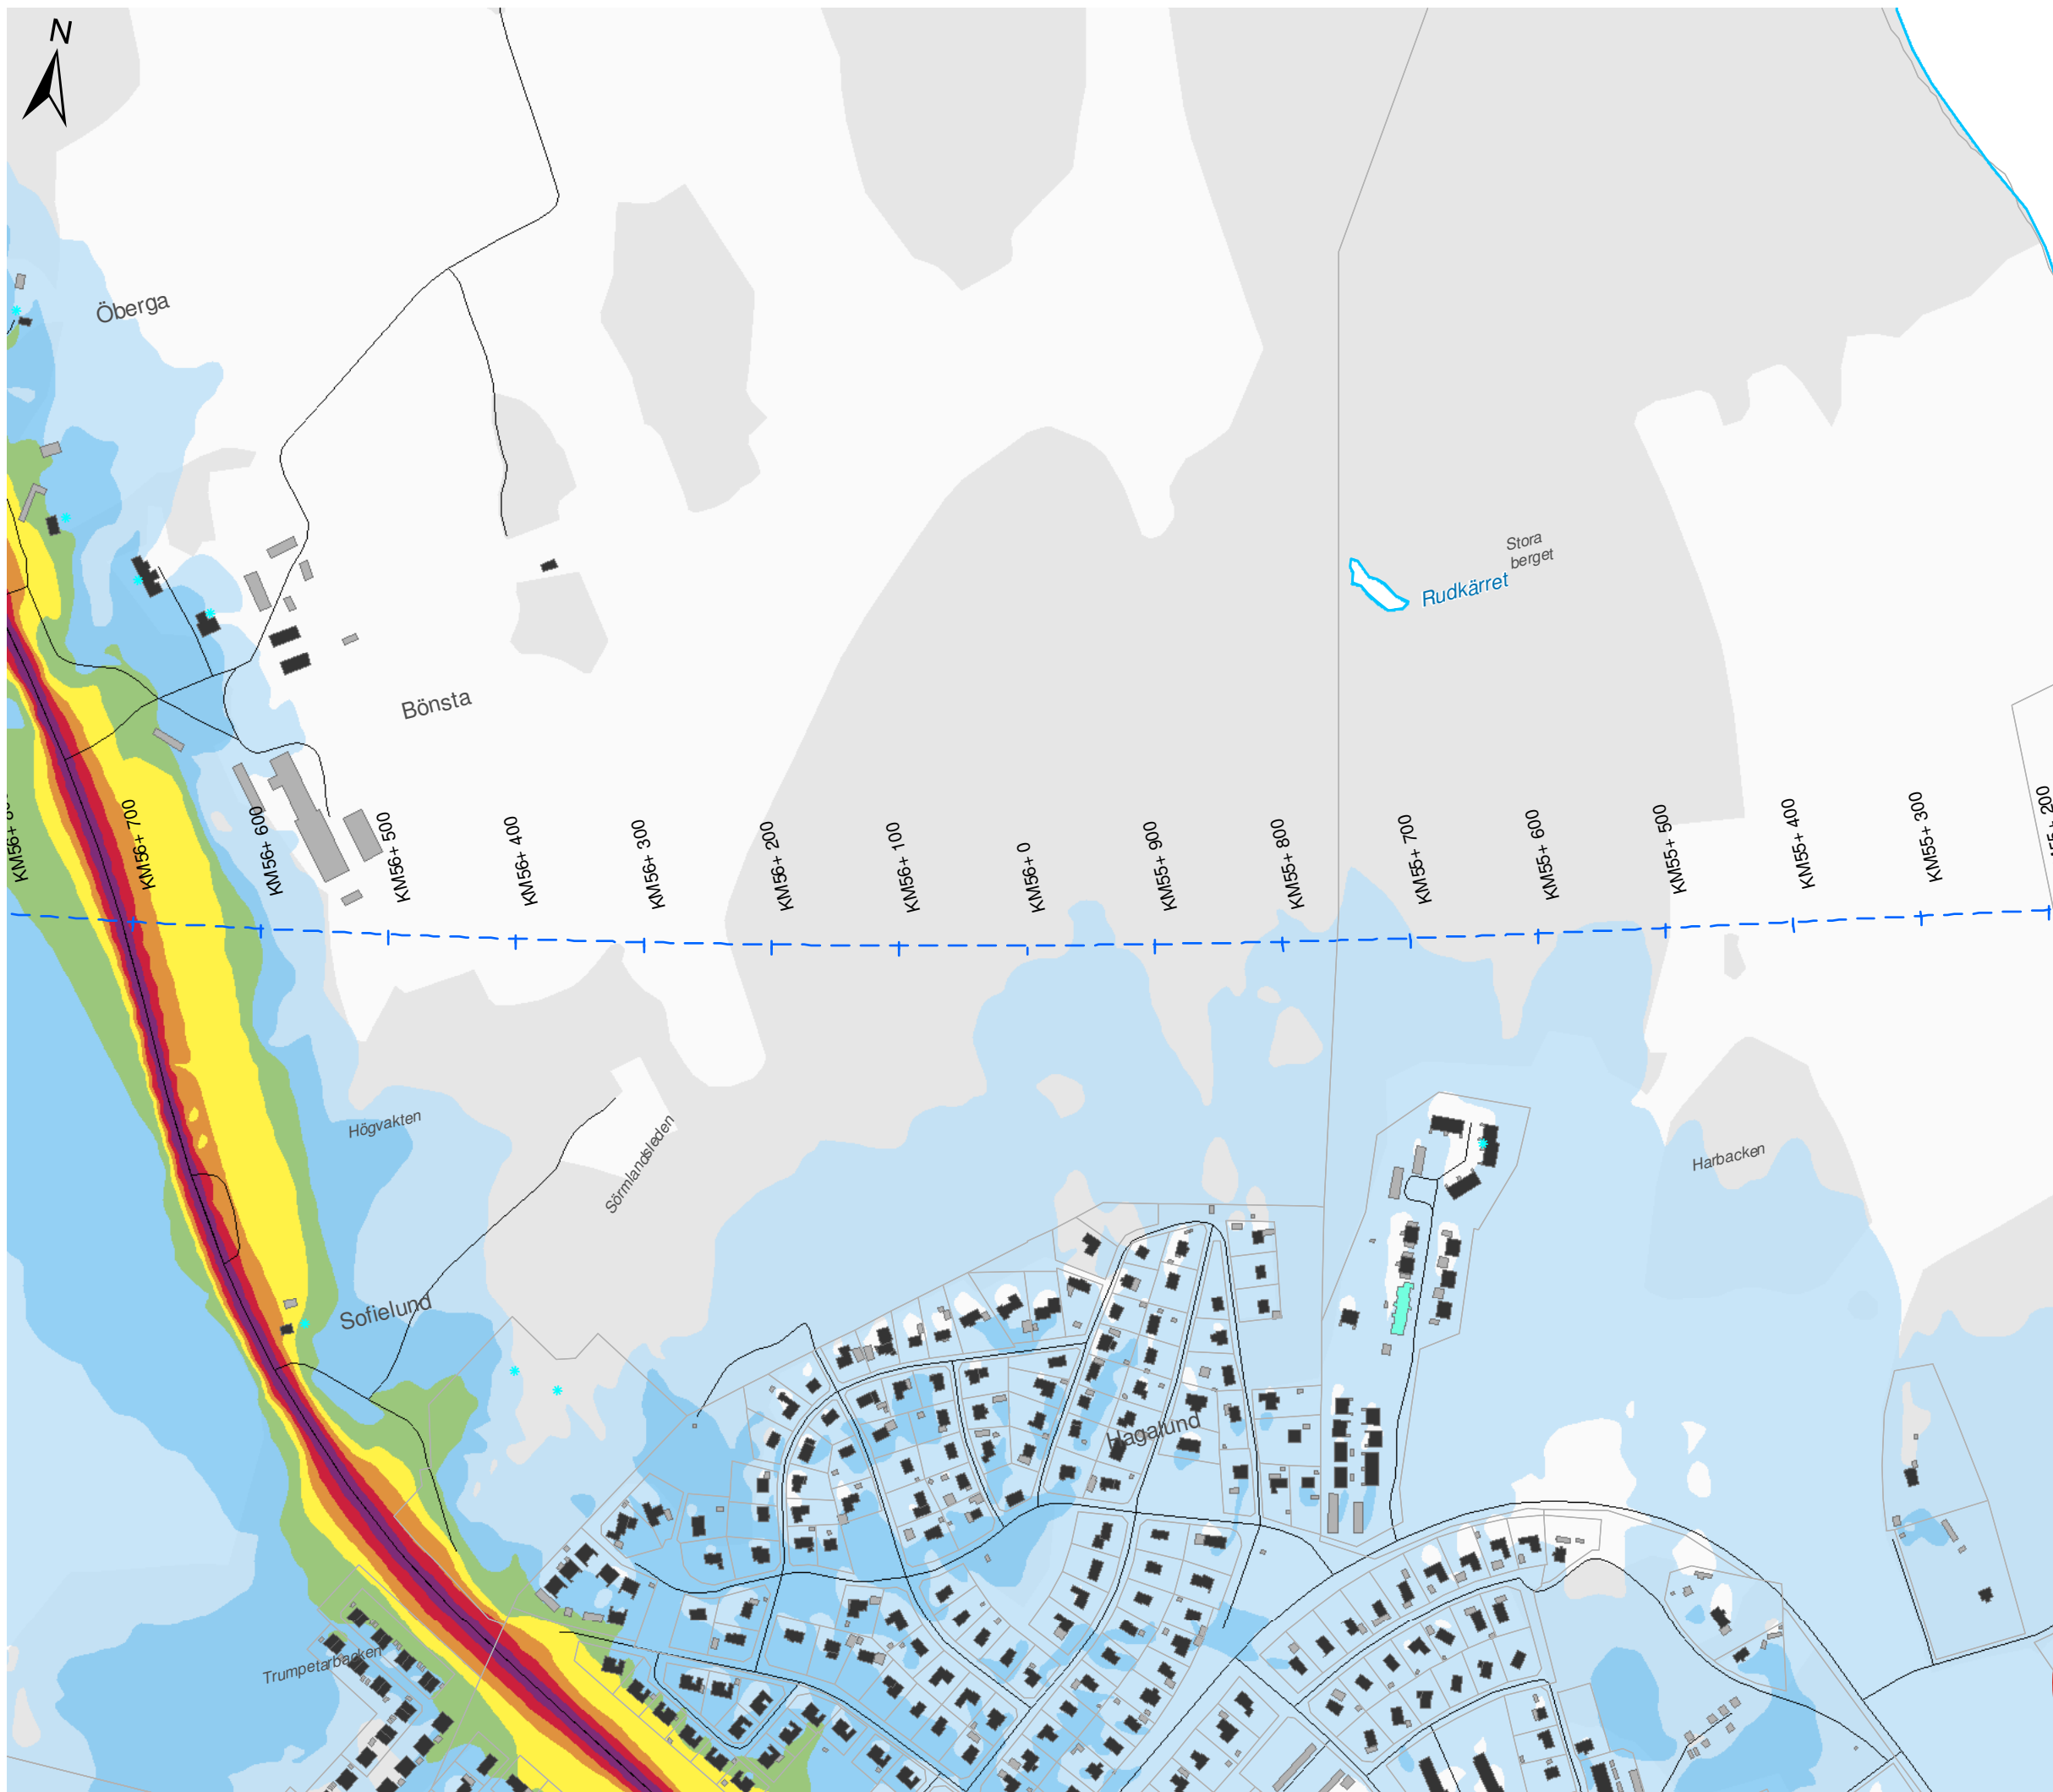 N
Öberga
Stora
berget
Rudkärret
Bönsta
KM56+ 700
KM56+ 600
KM56+ 500
KM56+ 400
KM56+ 300
KM56+ 200
KM56+ 100
KM56+ 0
KM55+ 900
KM55+ 800
KM55+ 700
KM55+ 600
KM55+ 500
KM55+ 400
KM55+ 300
55+ 200
Högvakten
Sörmlandsleden
Harbacken
Sofielund
Hagalund
Trumpetarbacken